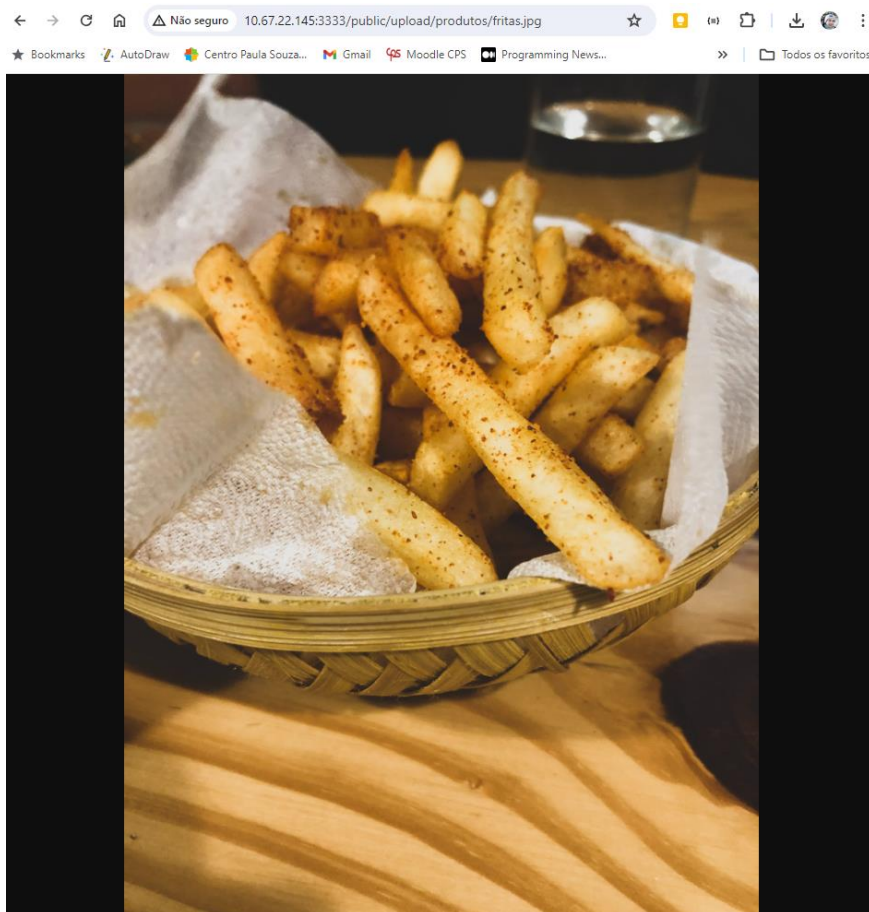 Não seguro 10.67.22.145:3333/public/upload/produtos/fritas.jpg
Bookmarks AutoDraw Centro Paula Souza... Gmail Moodle CPS Programming News... » Todos os favoritos